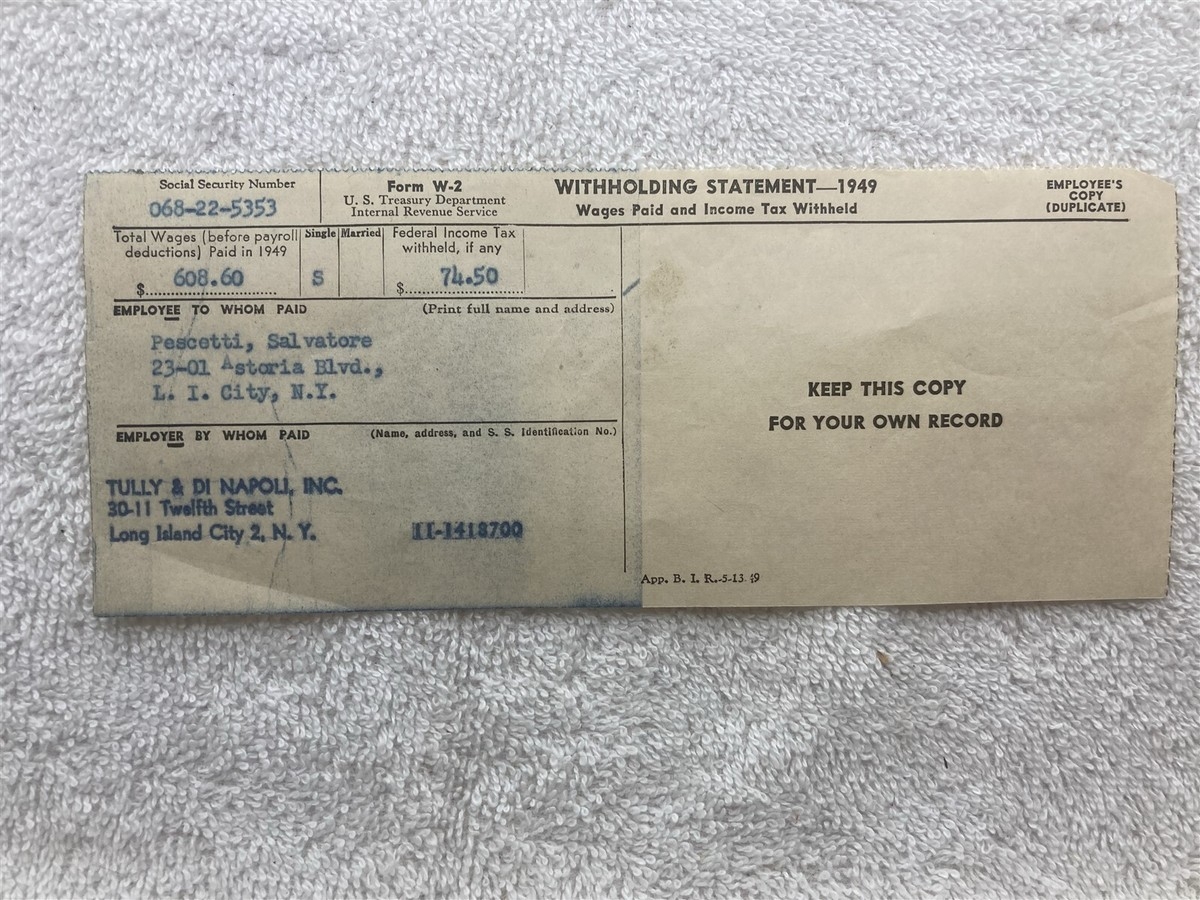 Social Security Number
068-22-5353
Form W-2
U. S. Treasury Department
Internal Revenue Service
WITHHOLDING STATEMENT—1949
Wages Paid and Income Tax Withheld
EMPLOYEE'S
COPY
(DUPLICATE)
Total Wages (before payroll
deductions) Paid in 1949
$ 608.60
Single
S
Married
Federal Income Tax
withheld, if any
$ 74.50
EMPLOYEE TO WHOM PAID (Print full name and address)
Pescetti, Salvatore
23-01 Astoria Blvd.,
L. I. City, N.Y.
EMPLOYER BY WHOM PAID (Name, address, and S. S. Identification No.)
TULLY & DI NAPOLI, INC.
30-11 Twelfth Street
Long Island City 2, N. Y. 11-1418700
KEEP THIS COPY
FOR YOUR OWN RECORD
App. B. I. R.-5-13-49